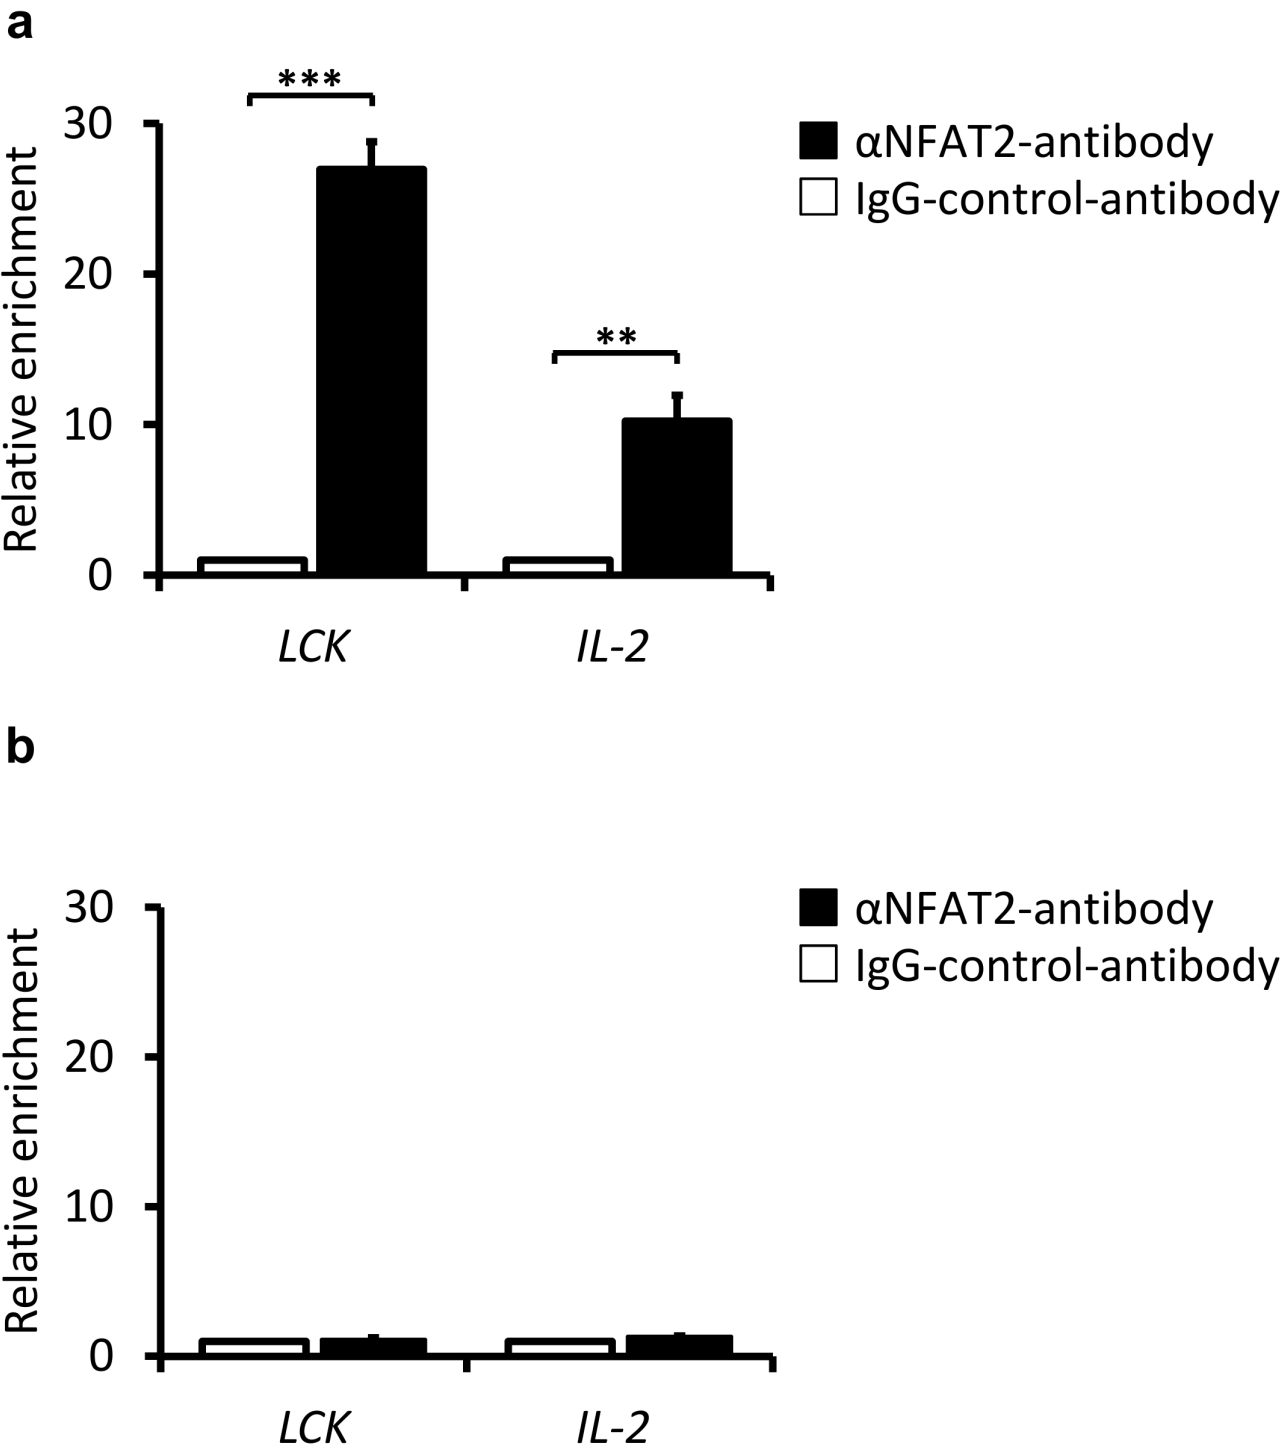 a
***
30
αNFAT2-antibody
IgG-control-antibody
20
**
10
0
Relative enrichment
LCK
IL-2
b
30
αNFAT2-antibody
IgG-control-antibody
20
10
0
Relative enrichment
LCK
IL-2